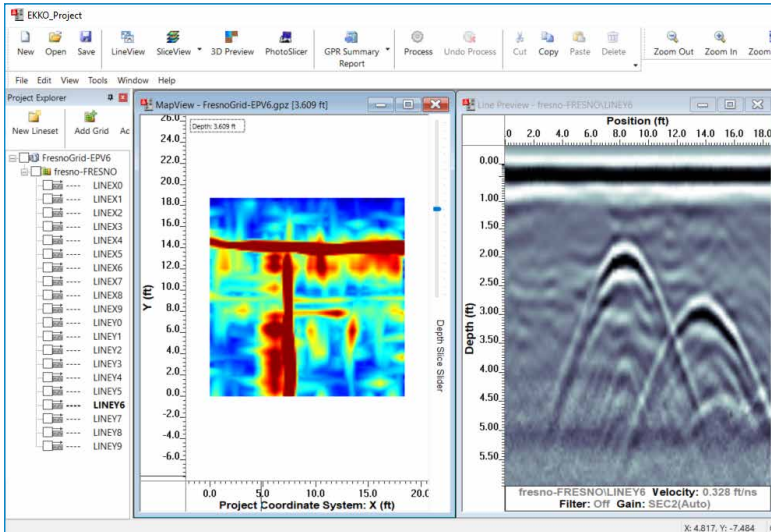 EKKO_Project
New Open Save LineView SliceView 3D Preview PhotoSlicer GPR Summary Report Process Undo Process Cut Copy Paste Delete Zoom Out Zoom In Zoom
File Edit View Tools Window Help
Project Explorer
New Lineset Add Grid Ac
FresnoGrid-EPV6
fresno-FRESNO
LINEX0
LINEX1
LINEX2
LINEX3
LINEX4
LINEX5
LINEX6
LINEX7
LINEX8
LINEX9
LINEY0
LINEY1
LINEY2
LINEY3
LINEY4
LINEY5
LINEY6
LINEY7
LINEY8
LINEY9
MapView - FresnoGrid-EPV6.gpz [3.609 ft]
Depth: 3.609 ft
26.0
24.0
22.0
20.0
18.0
16.0
14.0
12.0
10.0
8.0
6.0
4.0
2.0
0.0
-2.0
-4.0
-6.0
Y (ft)
0.0 5.0 10.0 15.0 20.0
Project Coordinate System: X (ft)
Depth Slice Slider
Line Preview - fresno-FRESNO\LINEY6
Position (ft)
0.0 2.0 4.0 6.0 8.0 10.0 12.0 14.0 16.0 18.0
0.00
1.00
1.50
2.00
2.50
3.00
3.50
4.00
4.50
5.00
5.50
Depth (ft)
fresno-FRESNO\LINEY6 Velocity: 0.328 ft/ns
Filter: Off Gain: SEC2(Auto)
X: 4.817, Y: -7.484